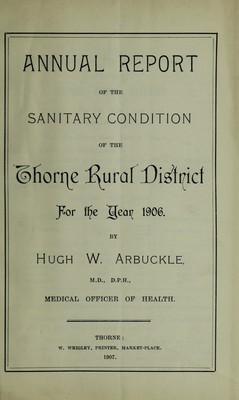 ANNUAL REPORT
OF THE
SANITARY CONDITION
OF THE
Thorne Rural District
For the Year 1906.
BY
HUGH W. ARBUCKLE,
M.D., D.P.H.,
MEDICAL OFFICER OF HEALTH.
THORNE:
W. WEBLEY, PRINTER, MARKET-PLACE.
1907.